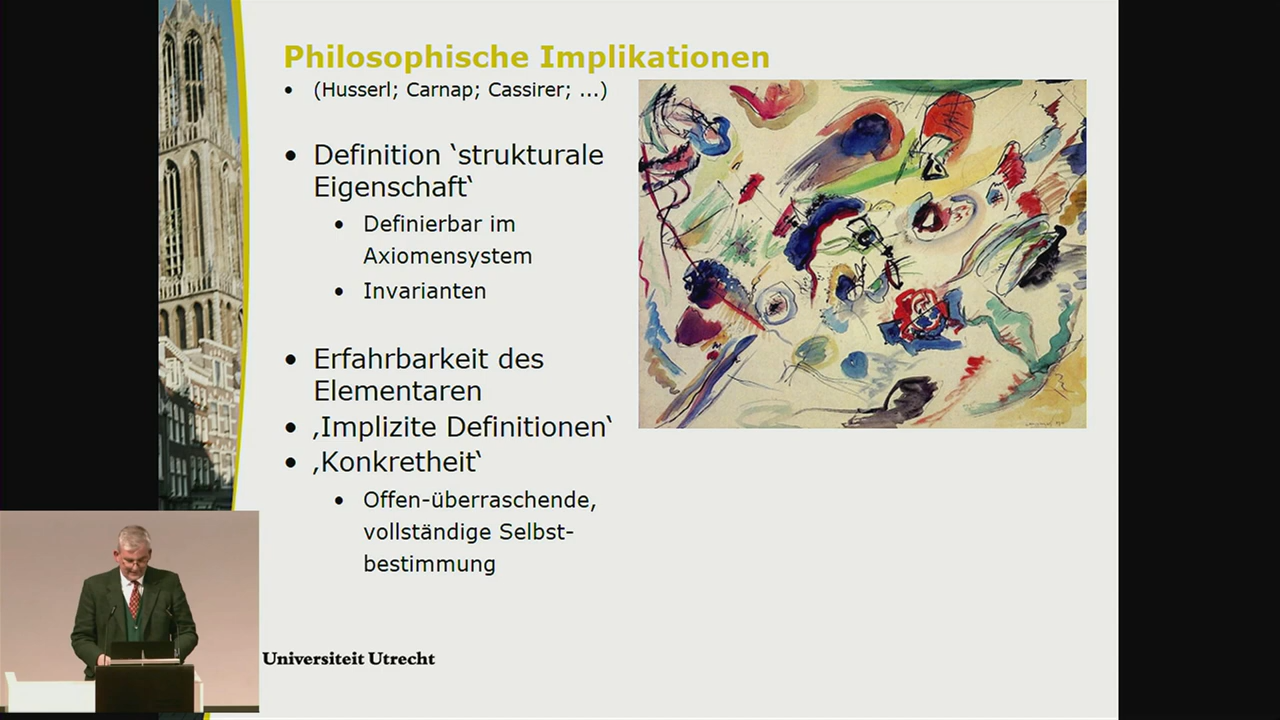 Philosophische Implikationen
• (Husserl; Carnap; Cassirer; ...)
• Definition ‛strukturale
Eigenschaft‛
• Definierbar im
Axiomensystem
• Invarianten
• Erfahrbarkeit des
Elementaren
• ‚Implizite Definitionen‛
• ‚Konkretheit‛
• Offen-überraschende,
vollständige Selbst-
bestimmung
Universiteit Utrecht